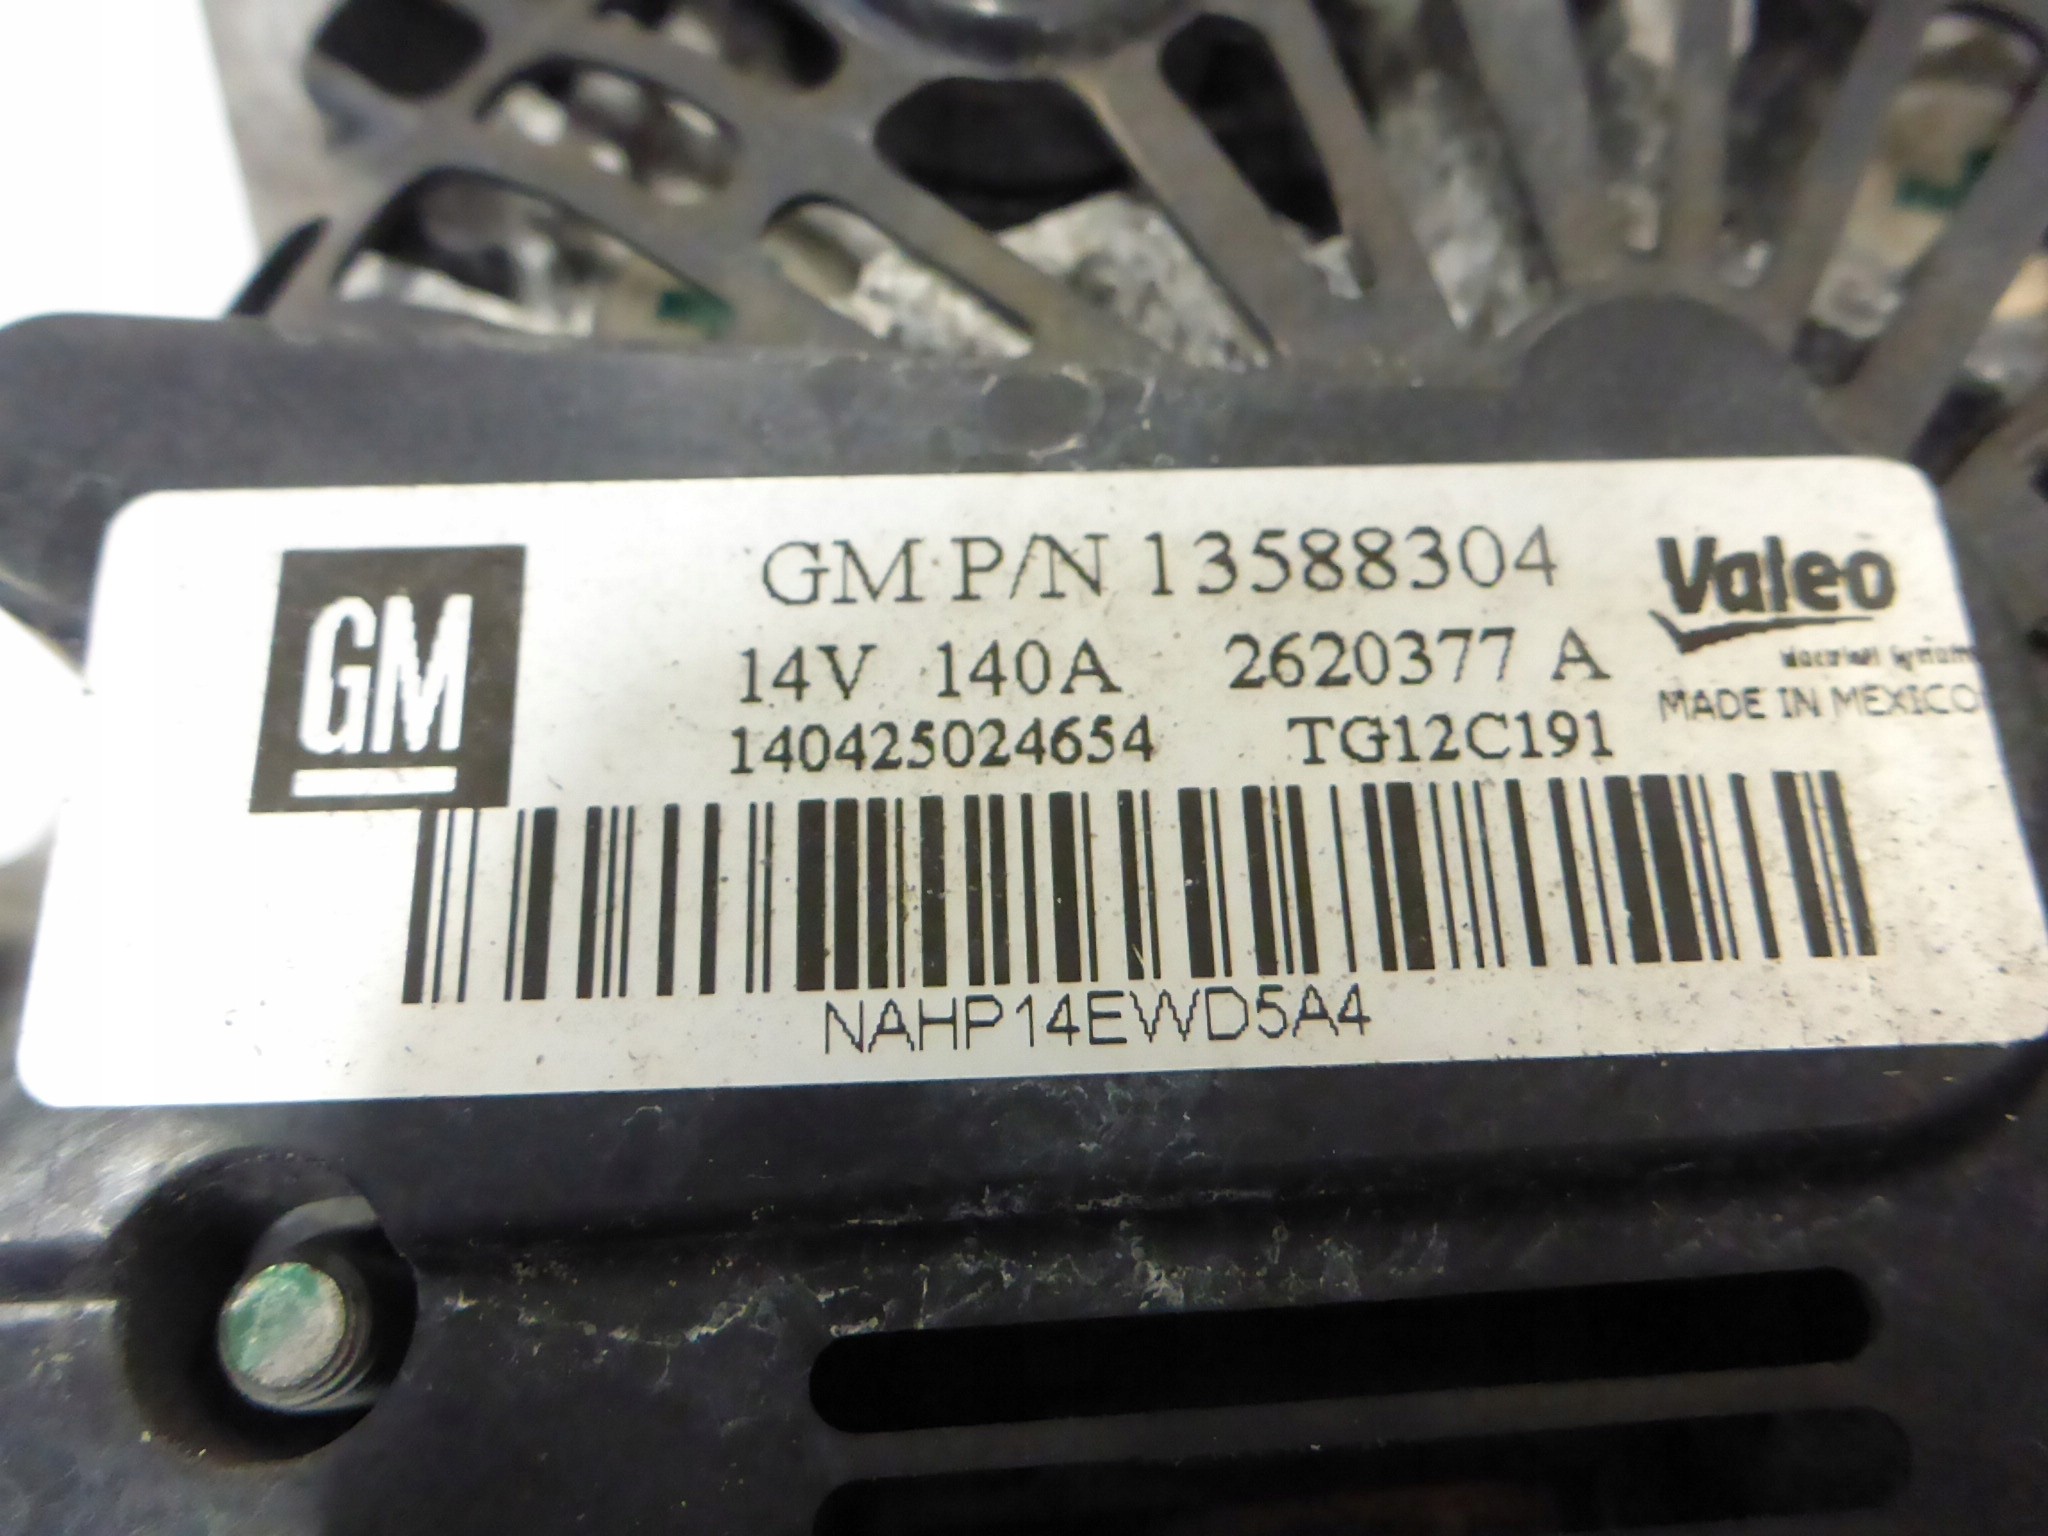 GM
GM P/N 13588304
14V 140A 2620377 A
140425024654 TG12C191
Valeo
MADE IN MEXICO
NAHP14EWD5A4